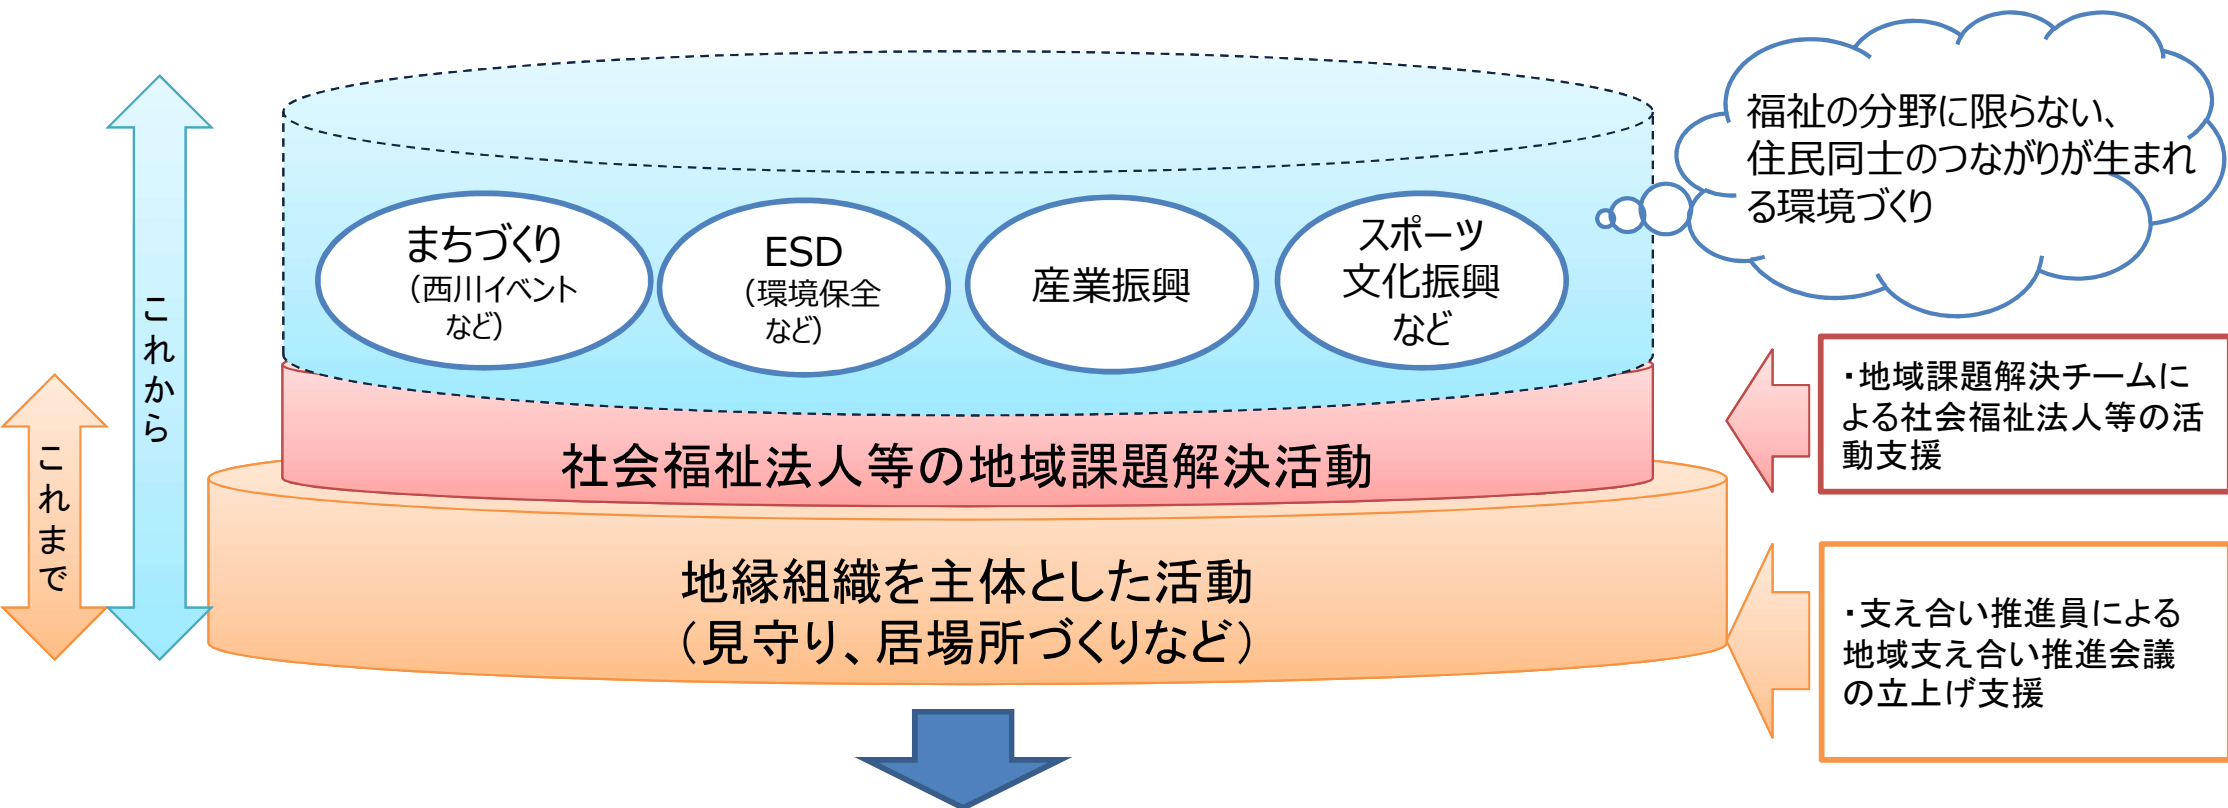 福祉の分野に限らない、
住民同士のつながりが生まれ
る環境づくり
まちづくり
（西川イベント
など）
ESD
（環境保全
など）
産業振興
スポーツ
文化振興
など
これから
これまで
社会福祉法人等の地域課題解決活動
・地域課題解決チームに
よる社会福祉法人等の活
動支援
地縁組織を主体とした活動
（見守り、居場所づくりなど）
・支え合い推進員による
地域支え合い推進会議
の立上げ支援